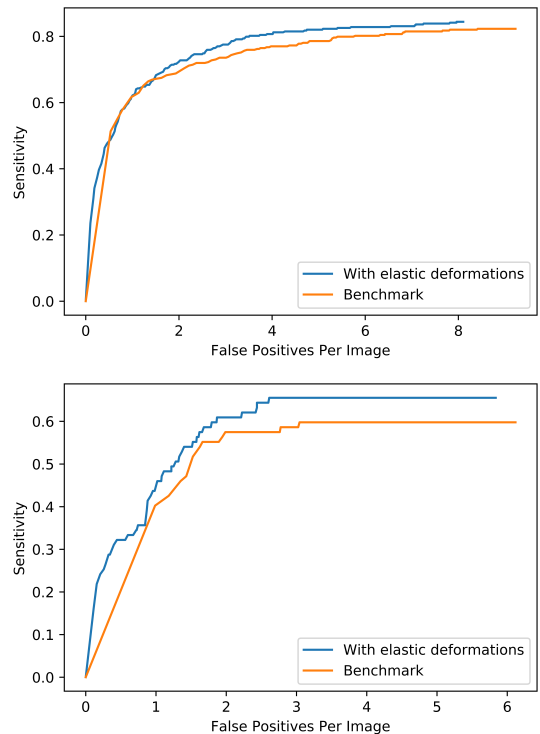 0.8
0.6
0.4
0.2
0.0
Sensitivity
With elastic deformations
Benchmark
0 2 4 6 8
False Positives Per Image
0.6
0.5
0.4
0.3
0.2
0.1
0.0
Sensitivity
With elastic deformations
Benchmark
0 1 2 3 4 5 6
False Positives Per Image